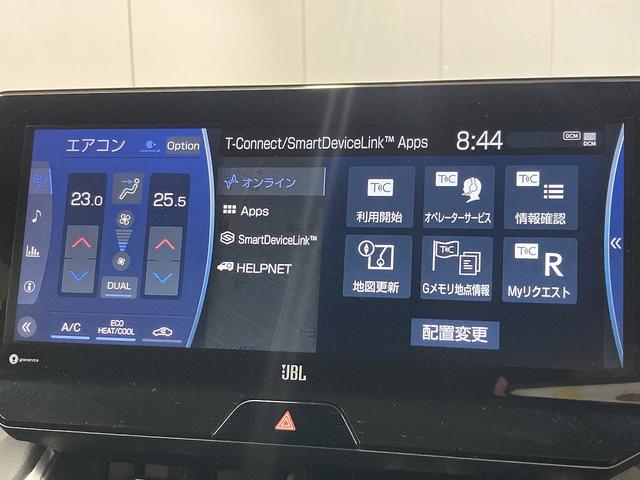 エアコン
Option
23.0
25.5
DUAL
A/C
ECO
HEAT/COOL
T-Connect/SmartDeviceLink™ Apps
8:44
DCM
DCM
オンライン
Apps
SmartDeviceLink™
HELPNET
T@C
利用開始
T@C
オペレーターサービス
T@C
情報確認
地図更新
T@C
Gメモリ地点情報
T@C
R
Myリクエスト
配置変更
gracenote
JBL